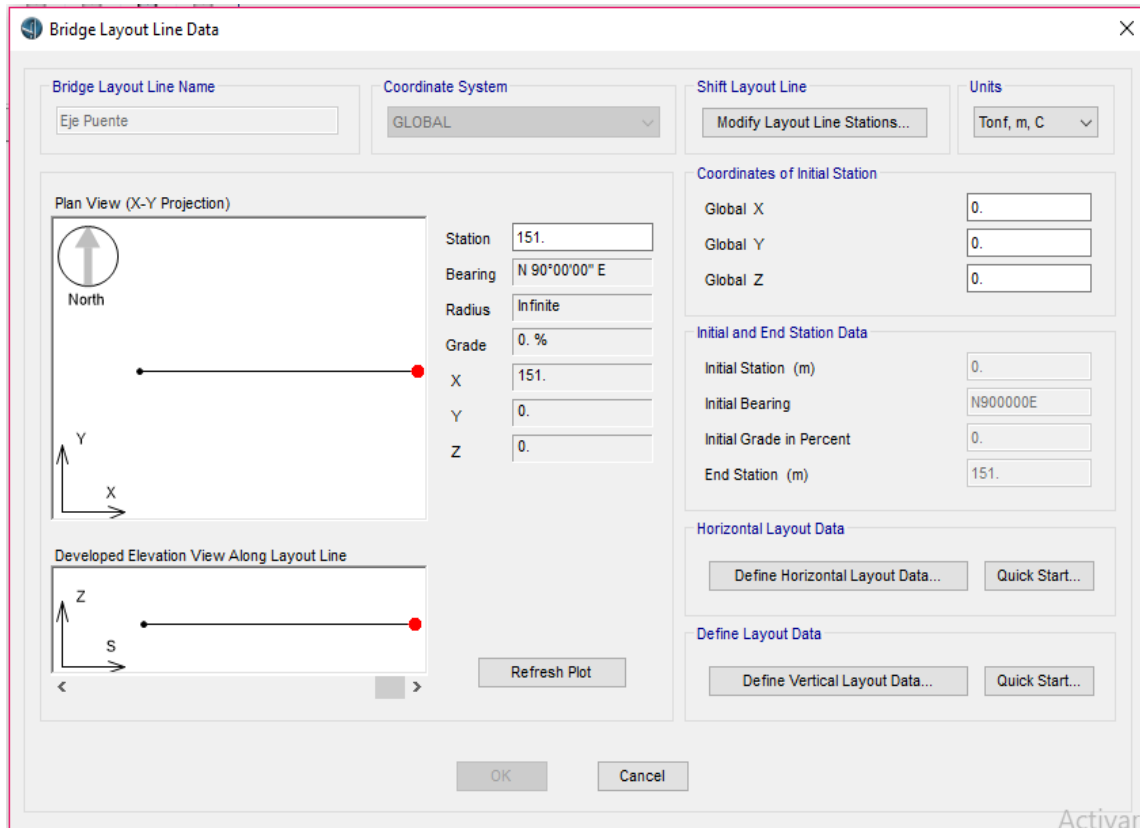 Bridge Layout Line Data
Bridge Layout Line Name
Eje Puente
Coordinate System
GLOBAL
Shift Layout Line
Modify Layout Line Stations...
Units
Tonf, m, C
Plan View (X-Y Projection)
North
Y
X
Station 151.
Bearing N 90°00'00" E
Radius Infinite
Grade 0. %
X 151.
Y 0.
Z 0.
Developed Elevation View Along Layout Line
Z
S
Refresh Plot
Coordinates of Initial Station
Global X 0.
Global Y 0.
Global Z 0.
Initial and End Station Data
Initial Station (m) 0.
Initial Bearing N900000E
Initial Grade in Percent 0.
End Station (m) 151.
Horizontal Layout Data
Define Horizontal Layout Data... Quick Start...
Define Layout Data
Define Vertical Layout Data... Quick Start...
OK Cancel
Activar